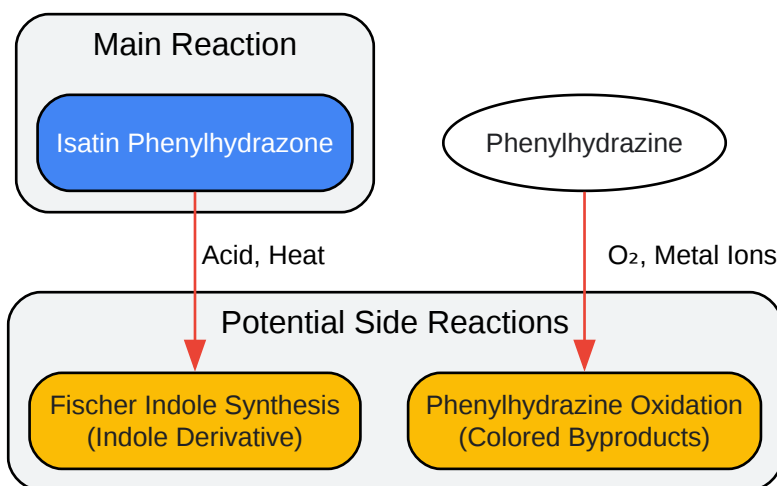 Main Reaction
Isatin Phenylhydrazone
Phenylhydrazine
Acid, Heat
O₂, Metal Ions
Potential Side Reactions
Fischer Indole Synthesis
(Indole Derivative)
Phenylhydrazine Oxidation
(Colored Byproducts)